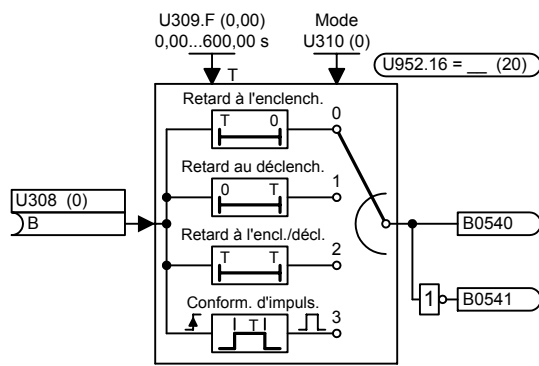 U309.F (0,00)
0,00...600,00 s
T
Mode
U310 (0)
U952.16 = __ (20)
Retard à l'enclench.
T 0
0
Retard au déclench.
0 T
1
U308 (0)
B
B0540
Retard à l'encl./décl.
T T
2
1
B0541
Conform. d'impuls.
T
3